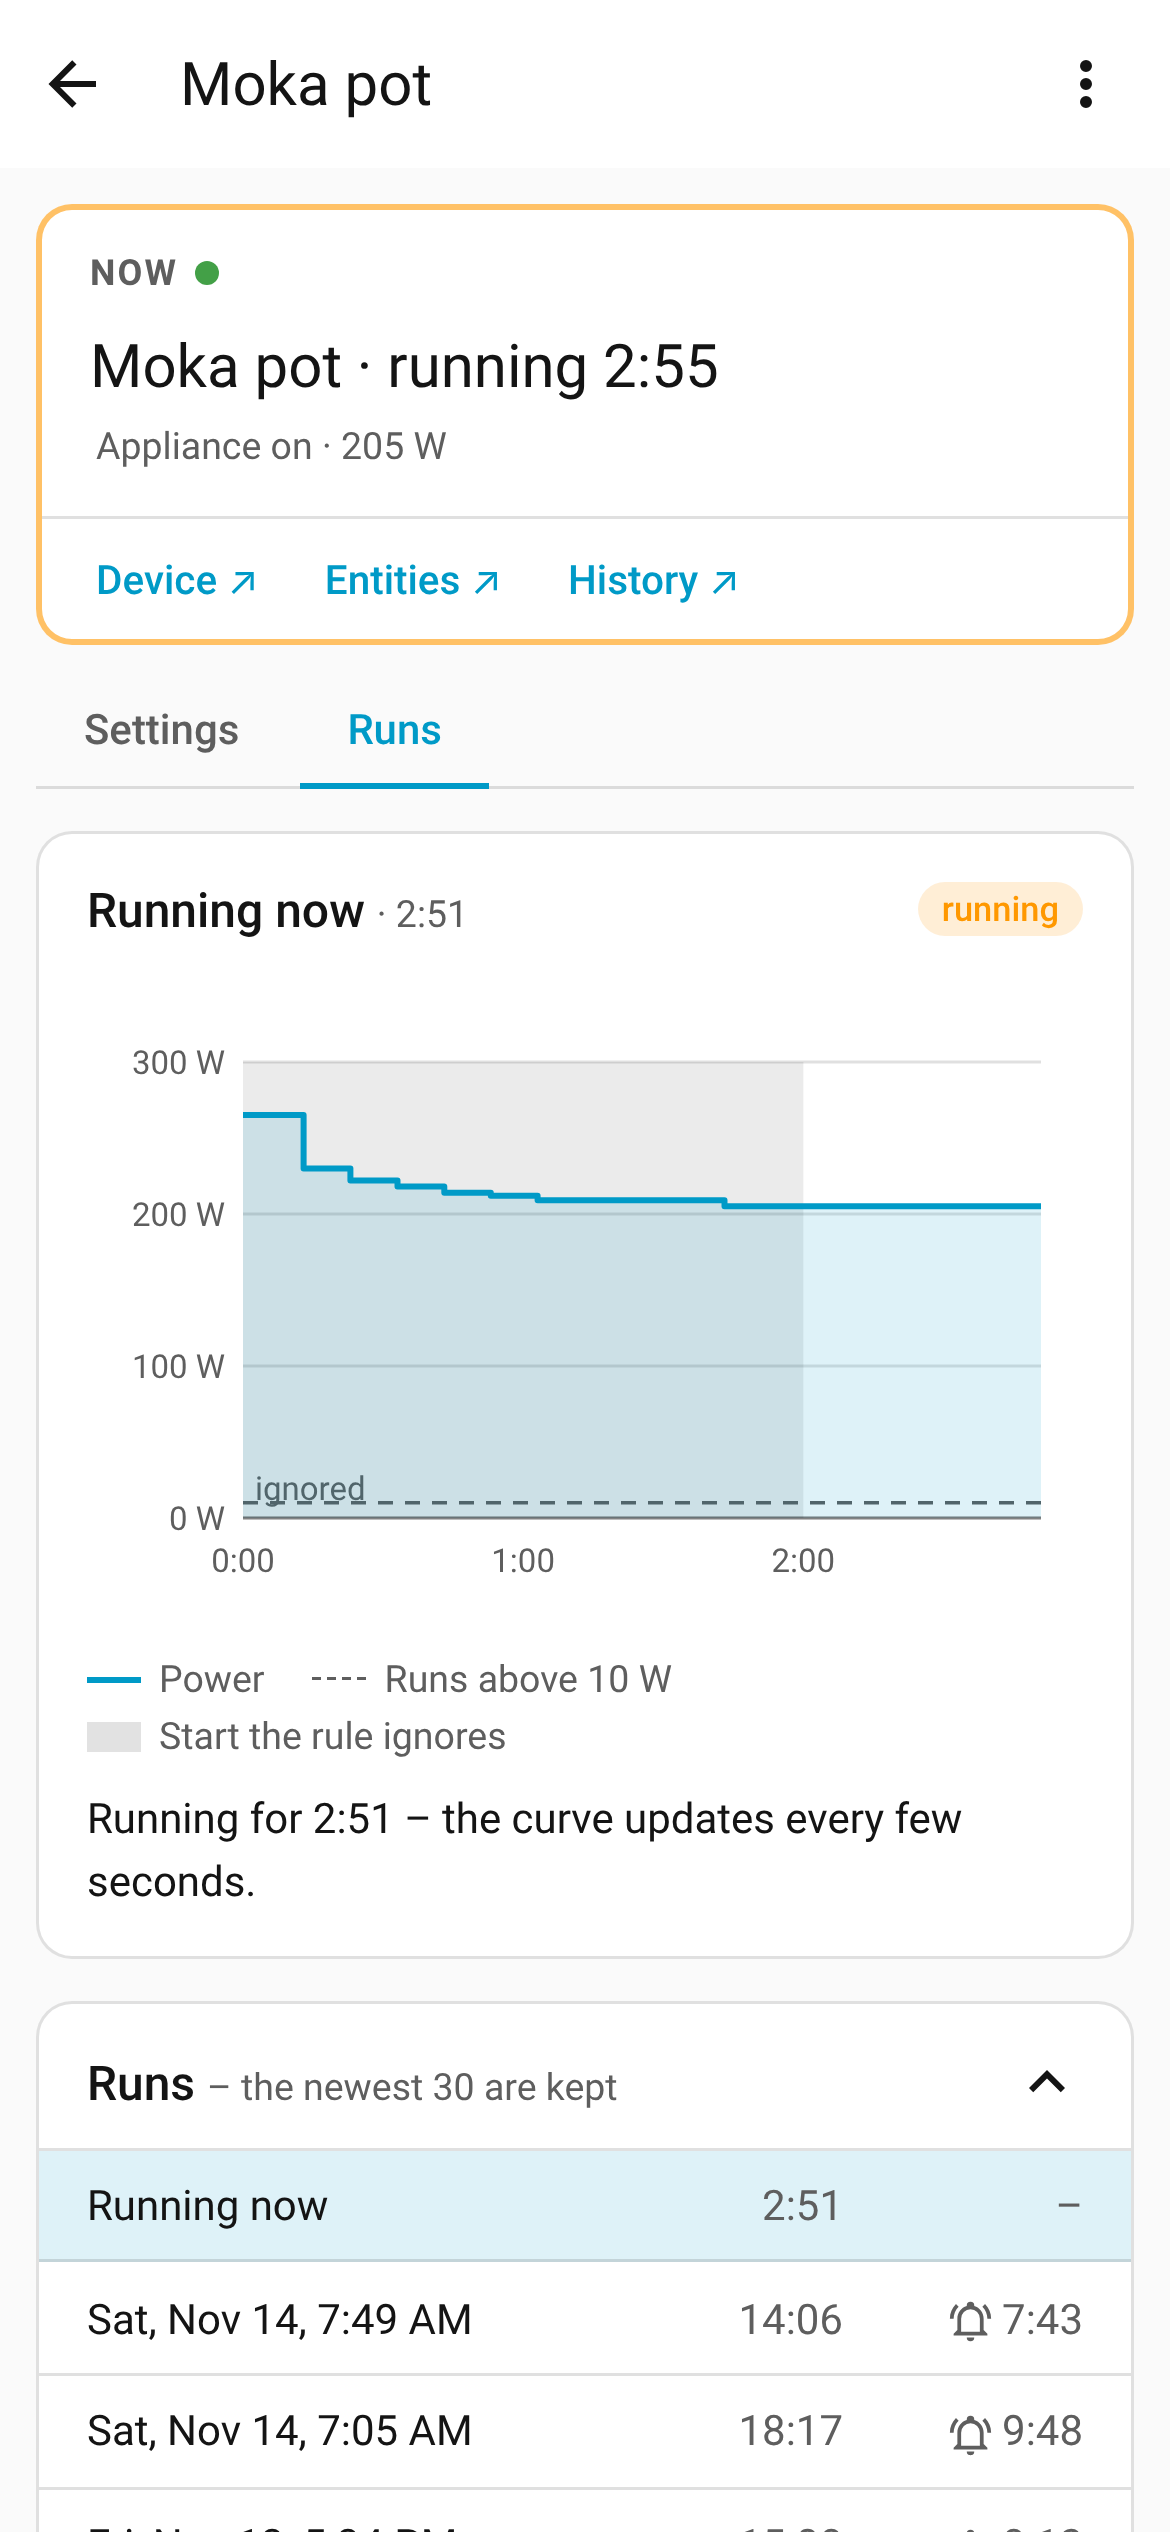 Moka pot
NOW
Moka pot · running 2:55
Appliance on · 205 W
Device
Entities
History
Settings
Runs
Running now · 2:51
running
300 W
200 W
100 W
ignored
0 W
0:00 1:00 2:00
Power
Runs above 10 W
Start the rule ignores
Running for 2:51 – the curve updates every few
seconds.
Runs – the newest 30 are kept
Running now 2:51 –
Sat, Nov 14, 7:49 AM 14:06 7:43
Sat, Nov 14, 7:05 AM 18:17 9:48